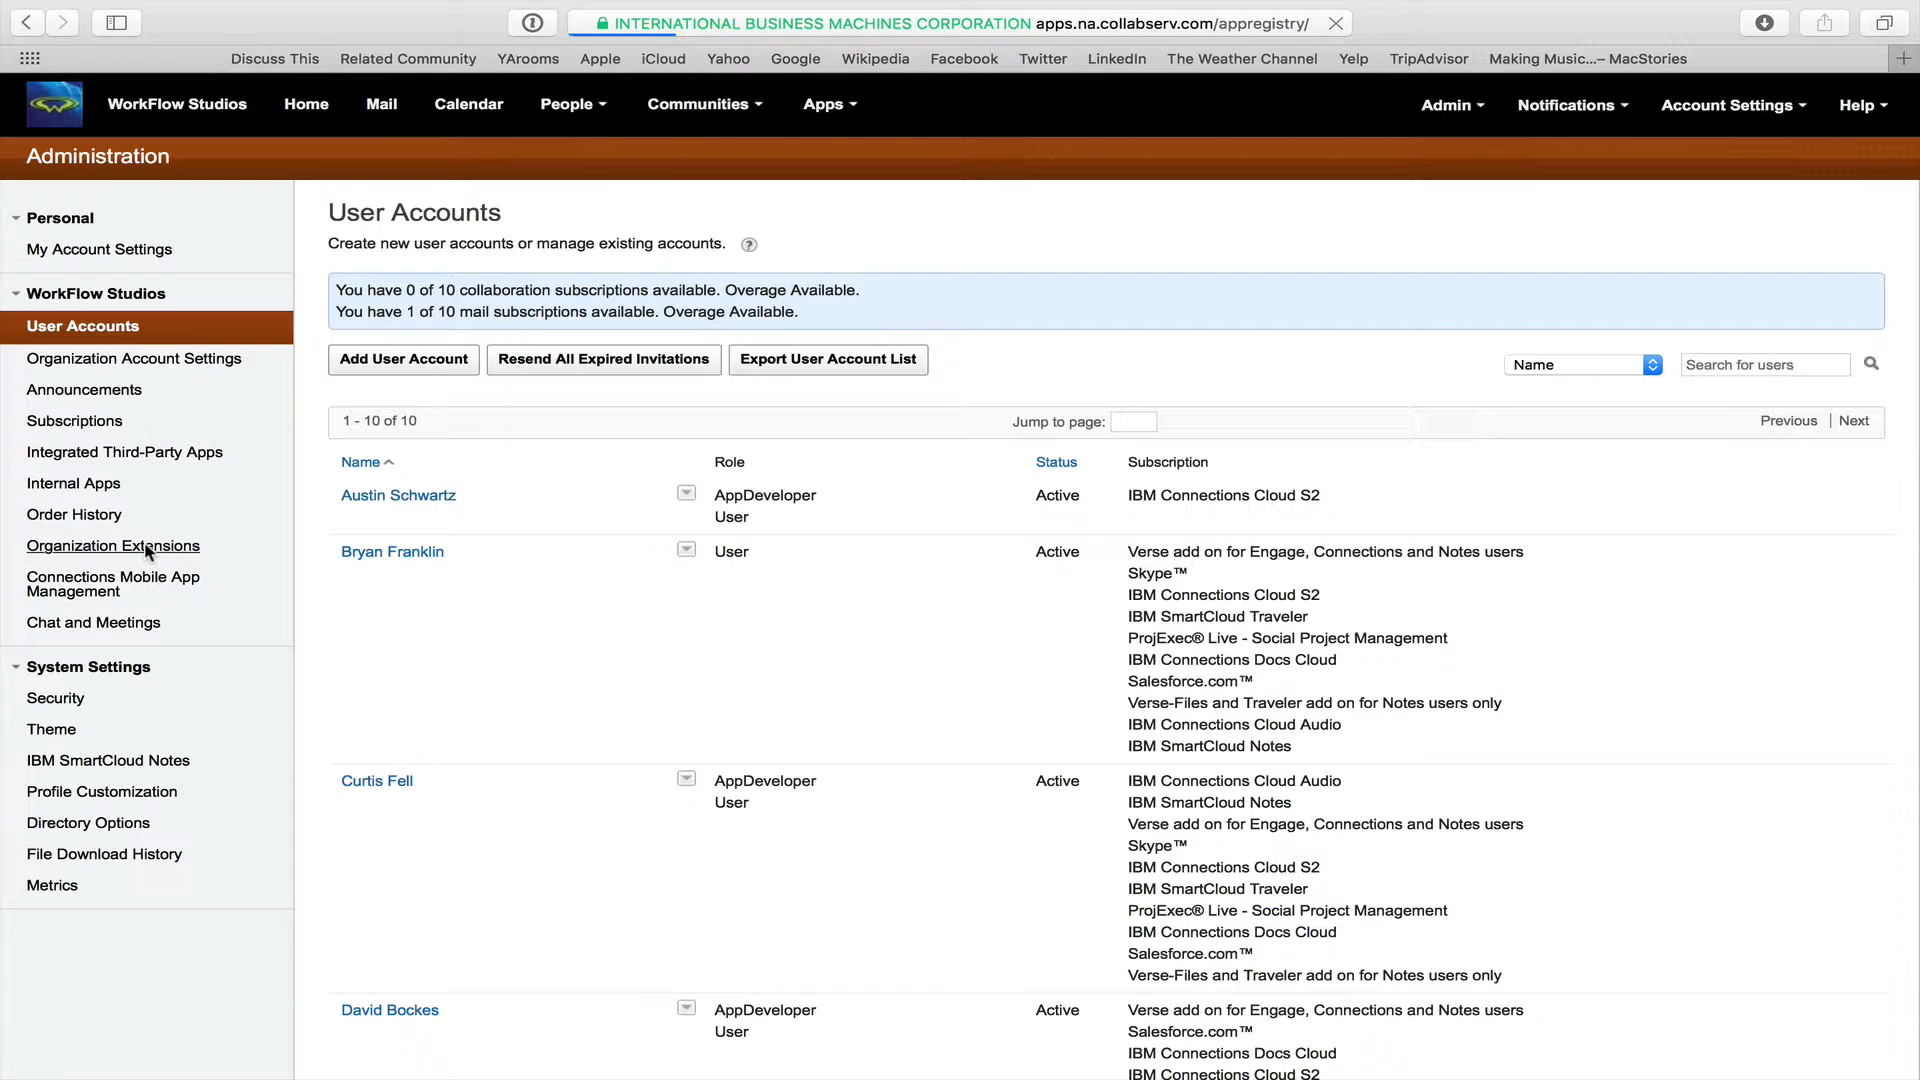 INTERNATIONAL BUSINESS MACHINES CORPORATION apps.na.collabserv.com/appregistry/
Discuss This Related Community YArooms Apple iCloud Yahoo Google Wikipedia Facebook Twitter LinkedIn The Weather Channel Yelp TripAdvisor Making Music...– MacStories
WorkFlow Studios Home Mail Calendar People Communities Apps Admin Notifications Account Settings Help
Administration
Personal
My Account Settings
WorkFlow Studios
User Accounts
Organization Account Settings
Announcements
Subscriptions
Integrated Third-Party Apps
Internal Apps
Order History
Organization Extensions
Connections Mobile App
Management
Chat and Meetings
System Settings
Security
Theme
IBM SmartCloud Notes
Profile Customization
Directory Options
File Download History
Metrics
User Accounts
Create new user accounts or manage existing accounts. ?
You have 0 of 10 collaboration subscriptions available. Overage Available.
You have 1 of 10 mail subscriptions available. Overage Available.
Add User Account Resend All Expired Invitations Export User Account List Name Search for users
1 - 10 of 10 Jump to page: Previous | Next
Name Role Status Subscription
Austin Schwartz AppDeveloper Active IBM Connections Cloud S2
User
Bryan Franklin User Active Verse add on for Engage, Connections and Notes users
Skype™
IBM Connections Cloud S2
IBM SmartCloud Traveler
ProjExec® Live - Social Project Management
IBM Connections Docs Cloud
Salesforce.com™
Verse-Files and Traveler add on for Notes users only
IBM Connections Cloud Audio
IBM SmartCloud Notes
Curtis Fell AppDeveloper Active IBM Connections Cloud Audio
User IBM SmartCloud Notes
Verse add on for Engage, Connections and Notes users
Skype™
IBM Connections Cloud S2
IBM SmartCloud Traveler
ProjExec® Live - Social Project Management
IBM Connections Docs Cloud
Salesforce.com™
Verse-Files and Traveler add on for Notes users only
David Bockes AppDeveloper Active Verse add on for Engage, Connections and Notes users
User Salesforce.com™
IBM Connections Docs Cloud
IBM Connections Cloud S2